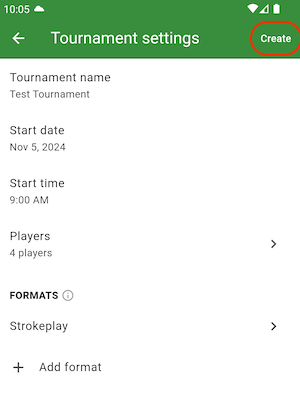 10:05
Tournament settings
Create
Tournament name
Test Tournament
Start date
Nov 5, 2024
Start time
9:00 AM
Players
4 players
FORMATS
Strokeplay
Add format